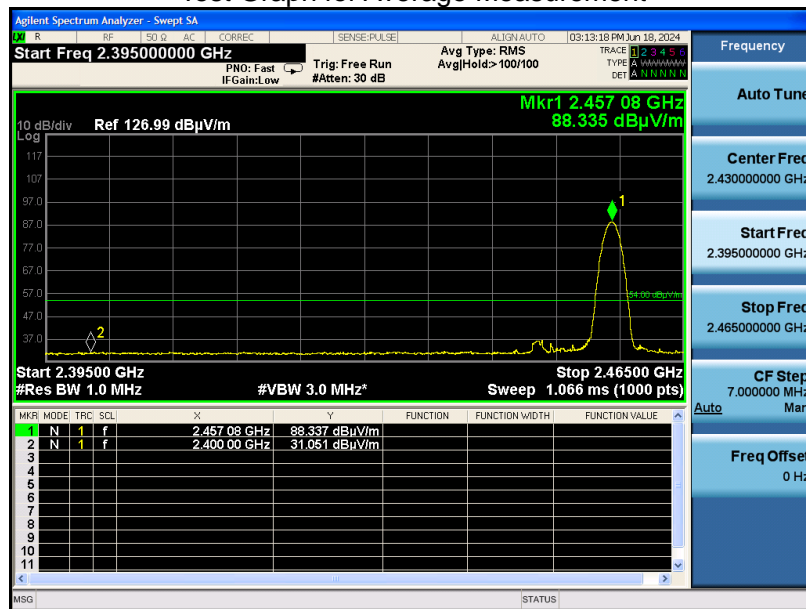 Test Graph for Average Measurement
Agilent Spectrum Analyzer - Swept SA
LXI R RF 50 Ω AC CORREC SENSE:PULSE ALIGN AUTO 03:13:18 PM Jun 18, 2024
Start Freq 2.395000000 GHz
PNO: Fast
IFGain:Low
Trig: Free Run
#Atten: 30 dB
Avg Type: RMS
Avg|Hold:>100/100
TRACE 1 2 3 4 5 6
TYPE A WWWWW
DET A N N N N N
Mkr1 2.457 08 GHz
88.335 dBµV/m
10 dB/div Ref 126.99 dBµV/m
Log
117
107
97.0
87.0
77.0
67.0
57.0
47.0
37.0
1
2
54.00 dBµV/m
Start 2.39500 GHz Stop 2.46500 GHz
#Res BW 1.0 MHz #VBW 3.0 MHz* Sweep 1.066 ms (1000 pts)
MKR MODE TRC SCL X Y FUNCTION FUNCTION WIDTH FUNCTION VALUE
1 N 1 f 2.457 08 GHz 88.337 dBµV/m
2 N 1 f 2.400 00 GHz 31.051 dBµV/m
3
4
5
6
7
8
9
10
11
MSG STATUS
Frequency
Auto Tune
Center Freq
2.430000000 GHz
Start Freq
2.395000000 GHz
Stop Freq
2.465000000 GHz
CF Step
7.000000 MHz
Auto Man
Freq Offset
0 Hz